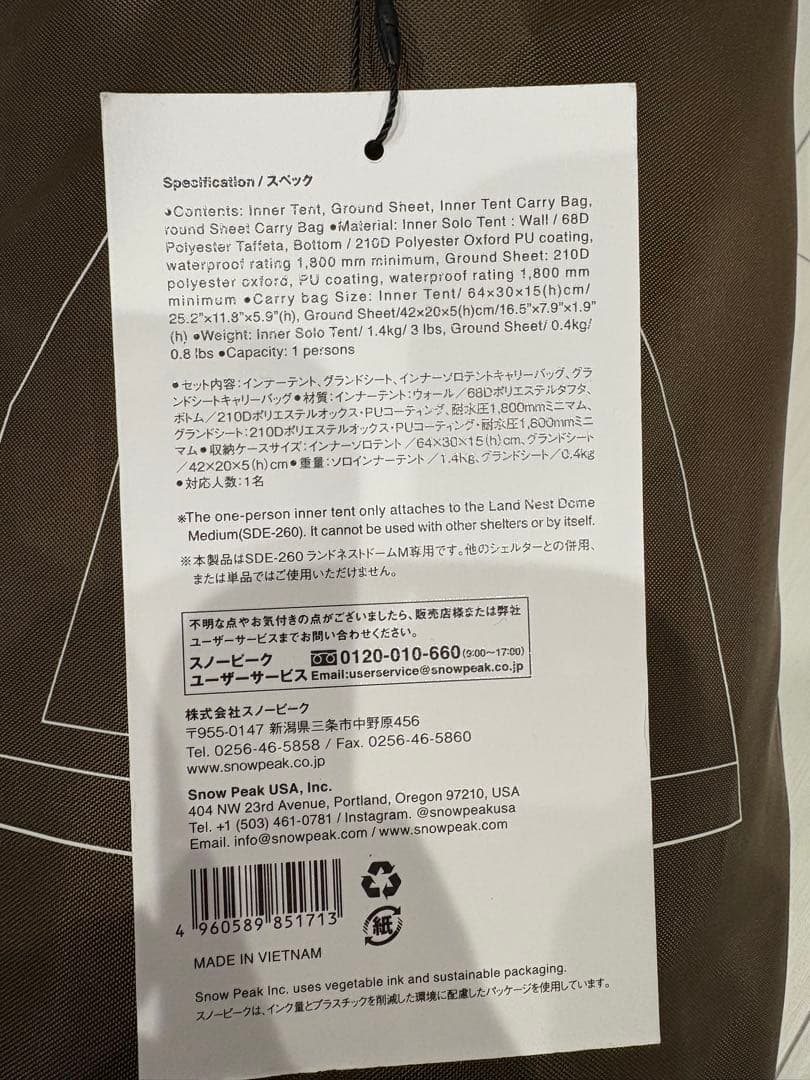 Specification / スペック
●Contents: Inner Tent, Ground Sheet, Inner Tent Carry Bag,
round Sheet Carry Bag ●Material: Inner Solo Tent : Wall / 68D
Polyester Taffeta, Bottom / 210D Polyester Oxford PU coating,
waterproof rating 1,800 mm minimum, Ground Sheet: 210D
polyester oxford, PU coating, waterproof rating 1,800 mm
minimum ●Carry bag Size: Inner Tent/ 64×30×15(h)cm/
25.2"×11.8"×5.9"(h), Ground Sheet/42×20×5(h)cm/16.5"×7.9"×1.9"
(h) ●Weight: Inner Solo Tent/ 1.4kg/ 3 lbs, Ground Sheet/ 0.4kg/
0.8 lbs ●Capacity: 1 persons
●セット内容:インナーテント、グランドシート、インナーソロテントキャリーバッグ、グラ
ンドシートキャリーバッグ●材質:インナーテント:ウォール/68Dポリエステルタフタ、
ボトム/210Dポリエステルオックス・PUコーティング、耐水圧1,800mmミニマム、
グランドシート:210Dポリエステルオックス・PUコーティング・耐水圧1,800mmミニ
マム●収納ケースサイズ:インナーソロテント/64×30×15(h)cm、グランドシート
/42×20×5(h)cm●重量:ソロインナーテント/1.4kg、グランドシート/0.4kg
●対応人数:1名
※The one-person inner tent only attaches to the Land Nest Dome
Medium(SDE-260). It cannot be used with other shelters or by itself.
※本製品はSDE-260 ランドネストドームM専用です。他のシェルターとの併用、
または単品ではご使用いただけません。
不明な点やお気付きの点がございましたら、販売店様または弊社
ユーザーサービスまでお問い合わせください。
スノーピーク 0120-010-660(9:00~17:00)
ユーザーサービス Email:userservice@snowpeak.co.jp
株式会社スノーピーク
〒955-0147 新潟県三条市中野原456
Tel. 0256-46-5858 / Fax. 0256-46-5860
www.snowpeak.co.jp
Snow Peak USA, Inc.
404 NW 23rd Avenue, Portland, Oregon 97210, USA
Tel. +1 (503) 461-0781 / Instagram. @snowpeakusa
Email. info@snowpeak.com / www.snowpeak.com
4 960589 851713
紙
MADE IN VIETNAM
Snow Peak Inc. uses vegetable ink and sustainable packaging.
スノーピークは、インク量とプラスチックを削減した環境に配慮したパッケージを使用しています。